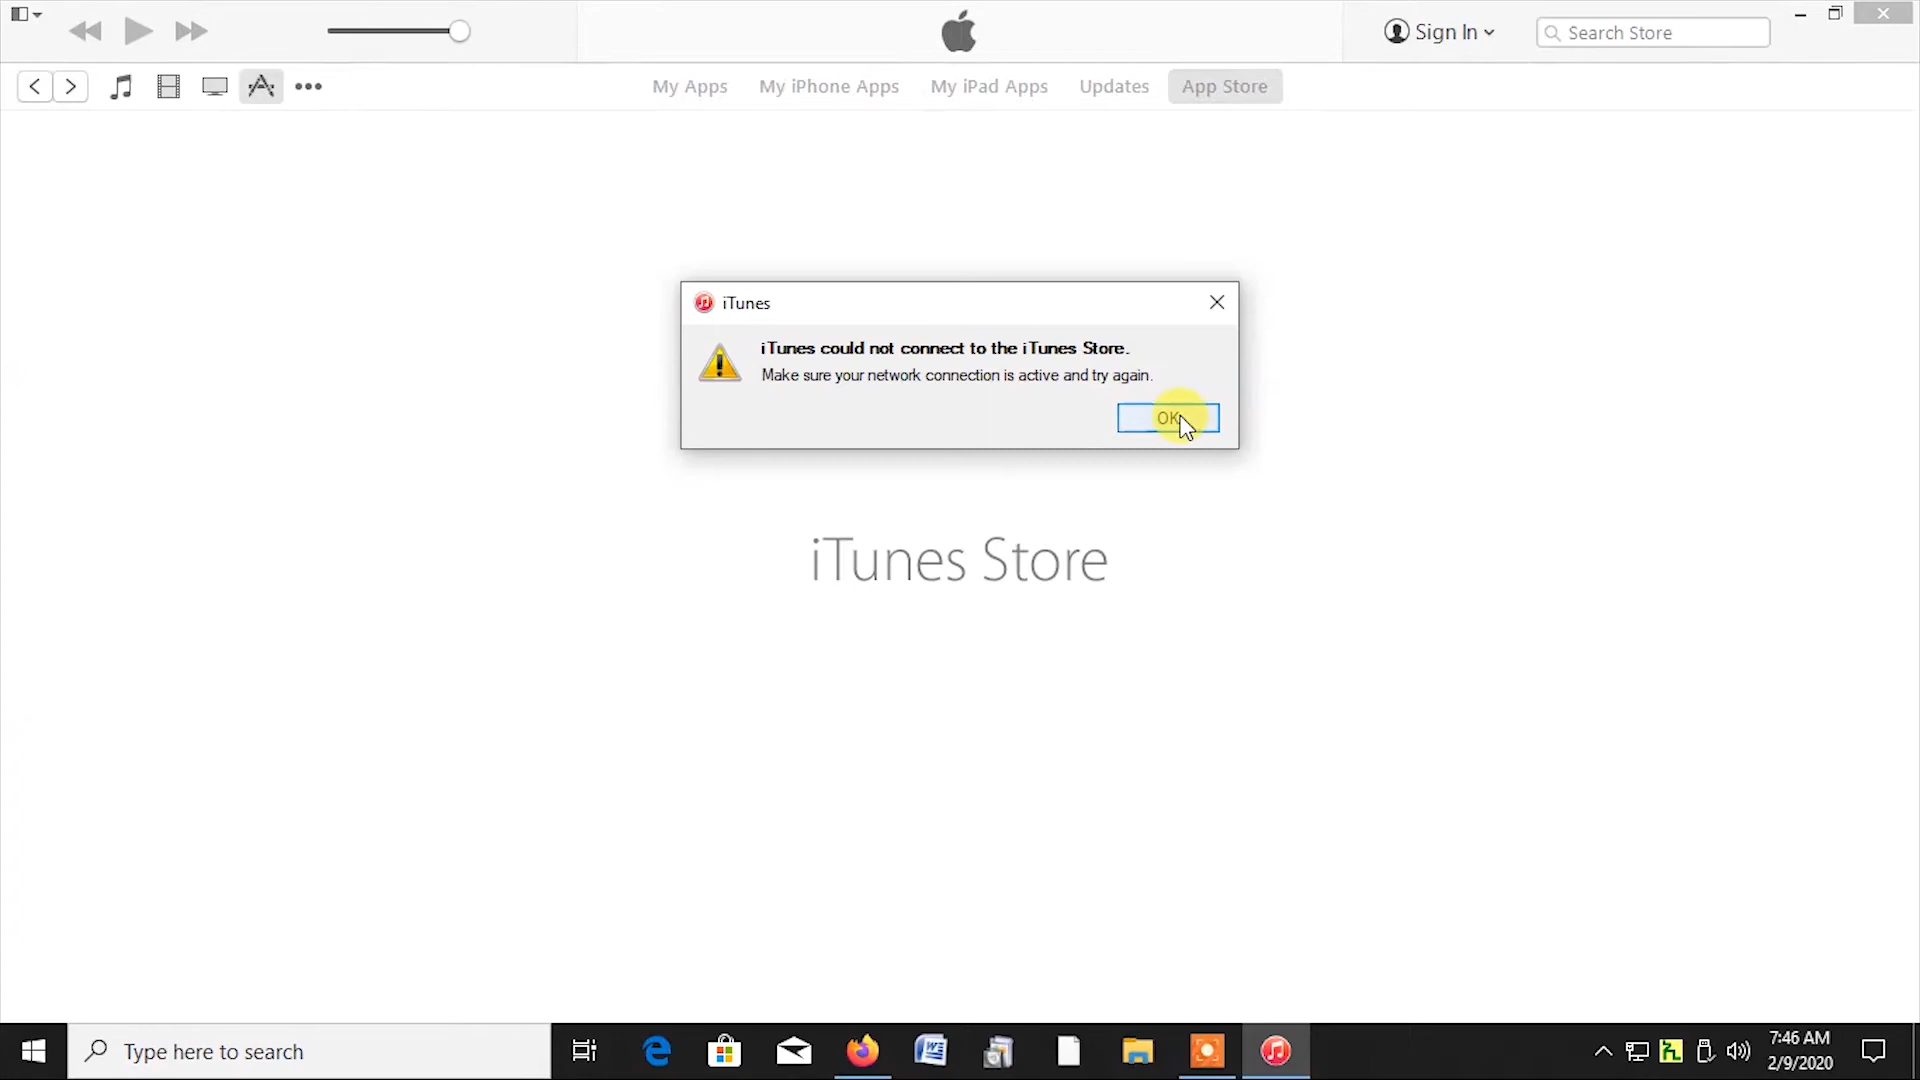 Sign In
Search Store
My Apps
My iPhone Apps
My iPad Apps
Updates
App Store
iTunes
iTunes could not connect to the iTunes Store.
Make sure your network connection is active and try again.
OK
iTunes Store
Type here to search
7:46 AM
2/9/2020